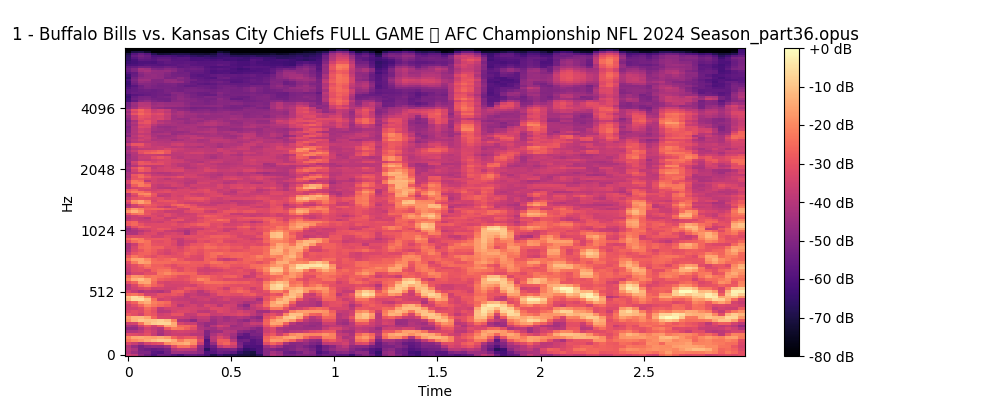 1 - Buffalo Bills vs. Kansas City Chiefs FULL GAME AFC Championship NFL 2024 Season_part36.opus
+0 dB
-10 dB
-20 dB
-30 dB
-40 dB
-50 dB
-60 dB
-70 dB
-80 dB
4096
2048
1024
512
0
Hz
0
0.5
1
1.5
2
2.5
Time